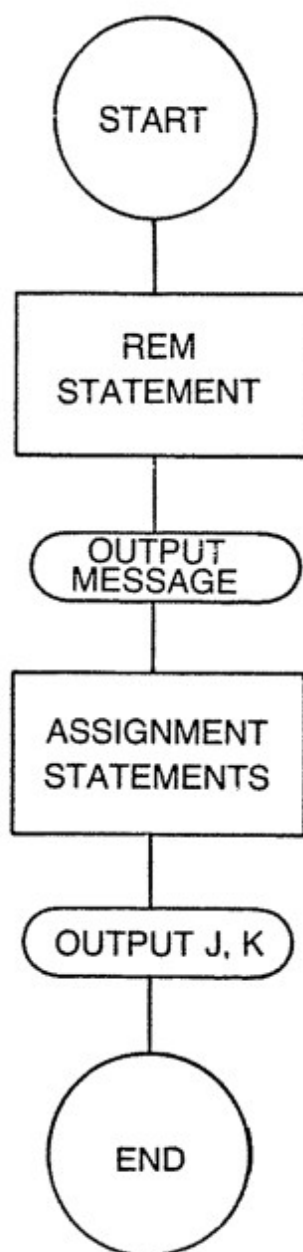 START
REM
STATEMENT
OUTPUT
MESSAGE
ASSIGNMENT
STATEMENTS
OUTPUT J, K
END